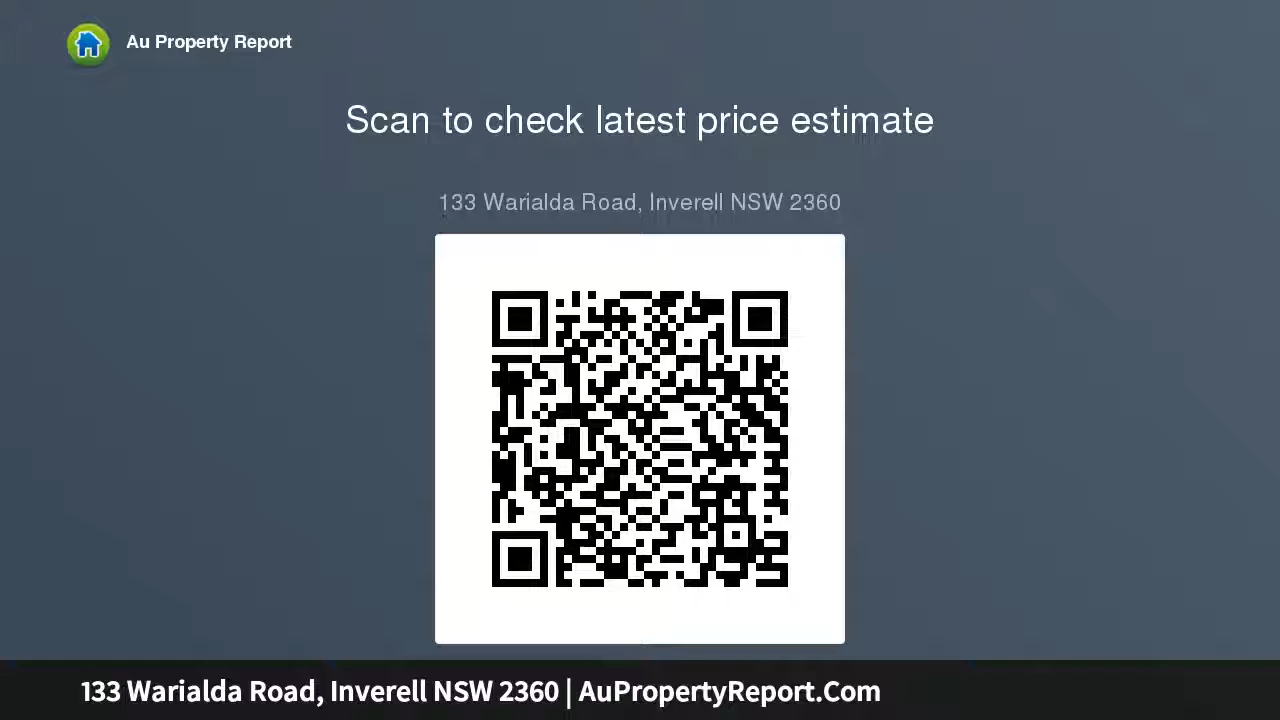 Au Property Report
Scan to check latest price estimate
133 Warialda Road, Inverell NSW 2360
133 Warialda Road, Inverell NSW 2360 | AuPropertyReport.Com